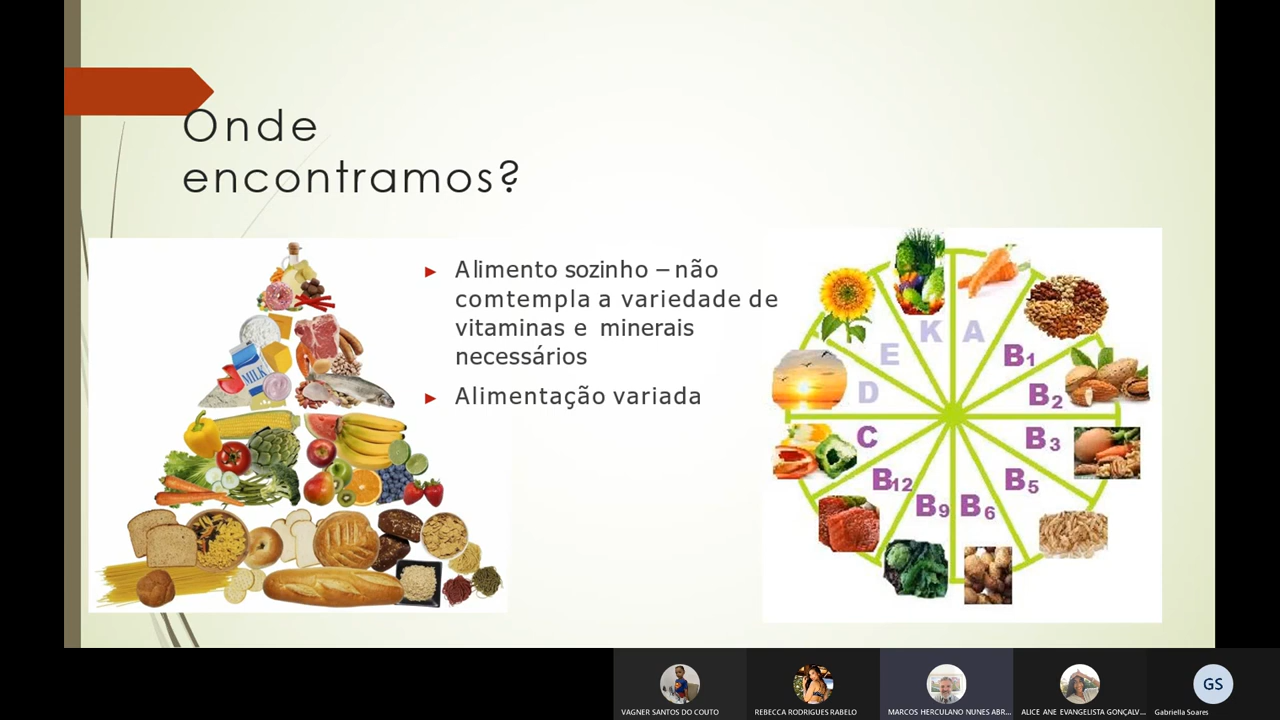 Onde
encontramos?
► Alimento sozinho – não
comtempla a variedade de
vitaminas e minerais
necessários
► Alimentação variada
MILK
K
A
E
B1
D
B2
C
B3
B12
B5
B9
B6
VAGNER SANTOS DO COUTO
REBECCA RODRIGUES RABELO
MARCOS HERCULANO NUNES ABR...
ALICE ANE EVANGELISTA GONÇALV...
GS
Gabriella Soares